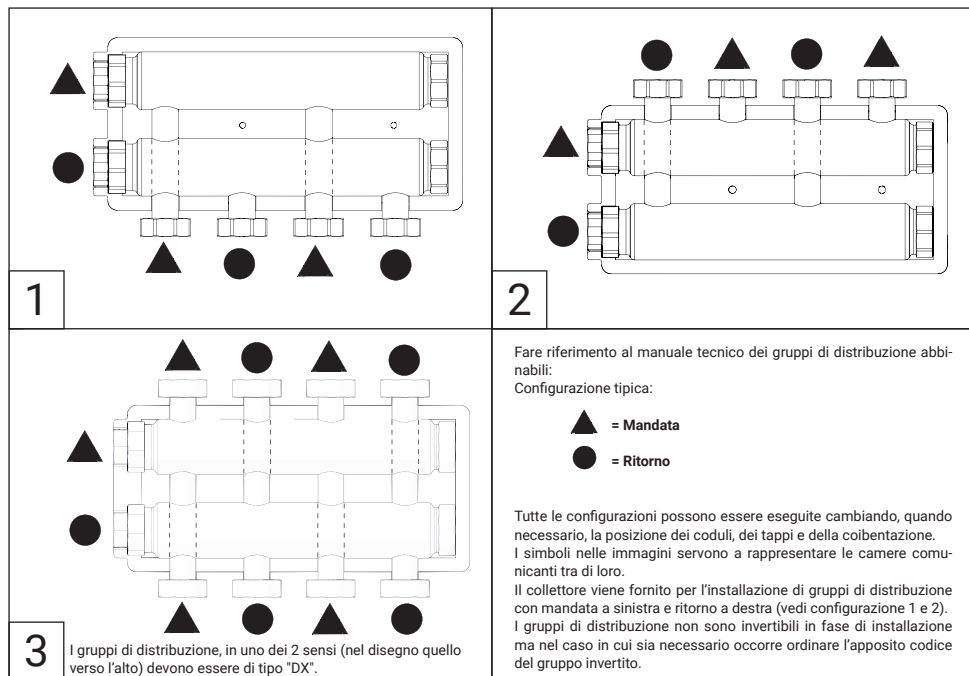 1
2
3
I gruppi di distribuzione, in uno dei 2 sensi (nel disegno quello
verso l'alto) devono essere di tipo "DX".
Fare riferimento al manuale tecnico dei gruppi di distribuzione abbi-
nabili:
Configurazione tipica:
= Mandata
= Ritorno
Tutte le configurazioni possono essere eseguite cambiando, quando
necessario, la posizione dei coduli, dei tappi e della coibentazione.
I simboli nelle immagini servono a rappresentare le camere comu-
nicanti tra di loro.
Il collettore viene fornito per l'installazione di gruppi di distribuzione
con mandata a sinistra e ritorno a destra (vedi configurazione 1 e 2).
I gruppi di distribuzione non sono invertibili in fase di installazione
ma nel caso in cui sia necessario occorre ordinare l'apposito codice
del gruppo invertito.